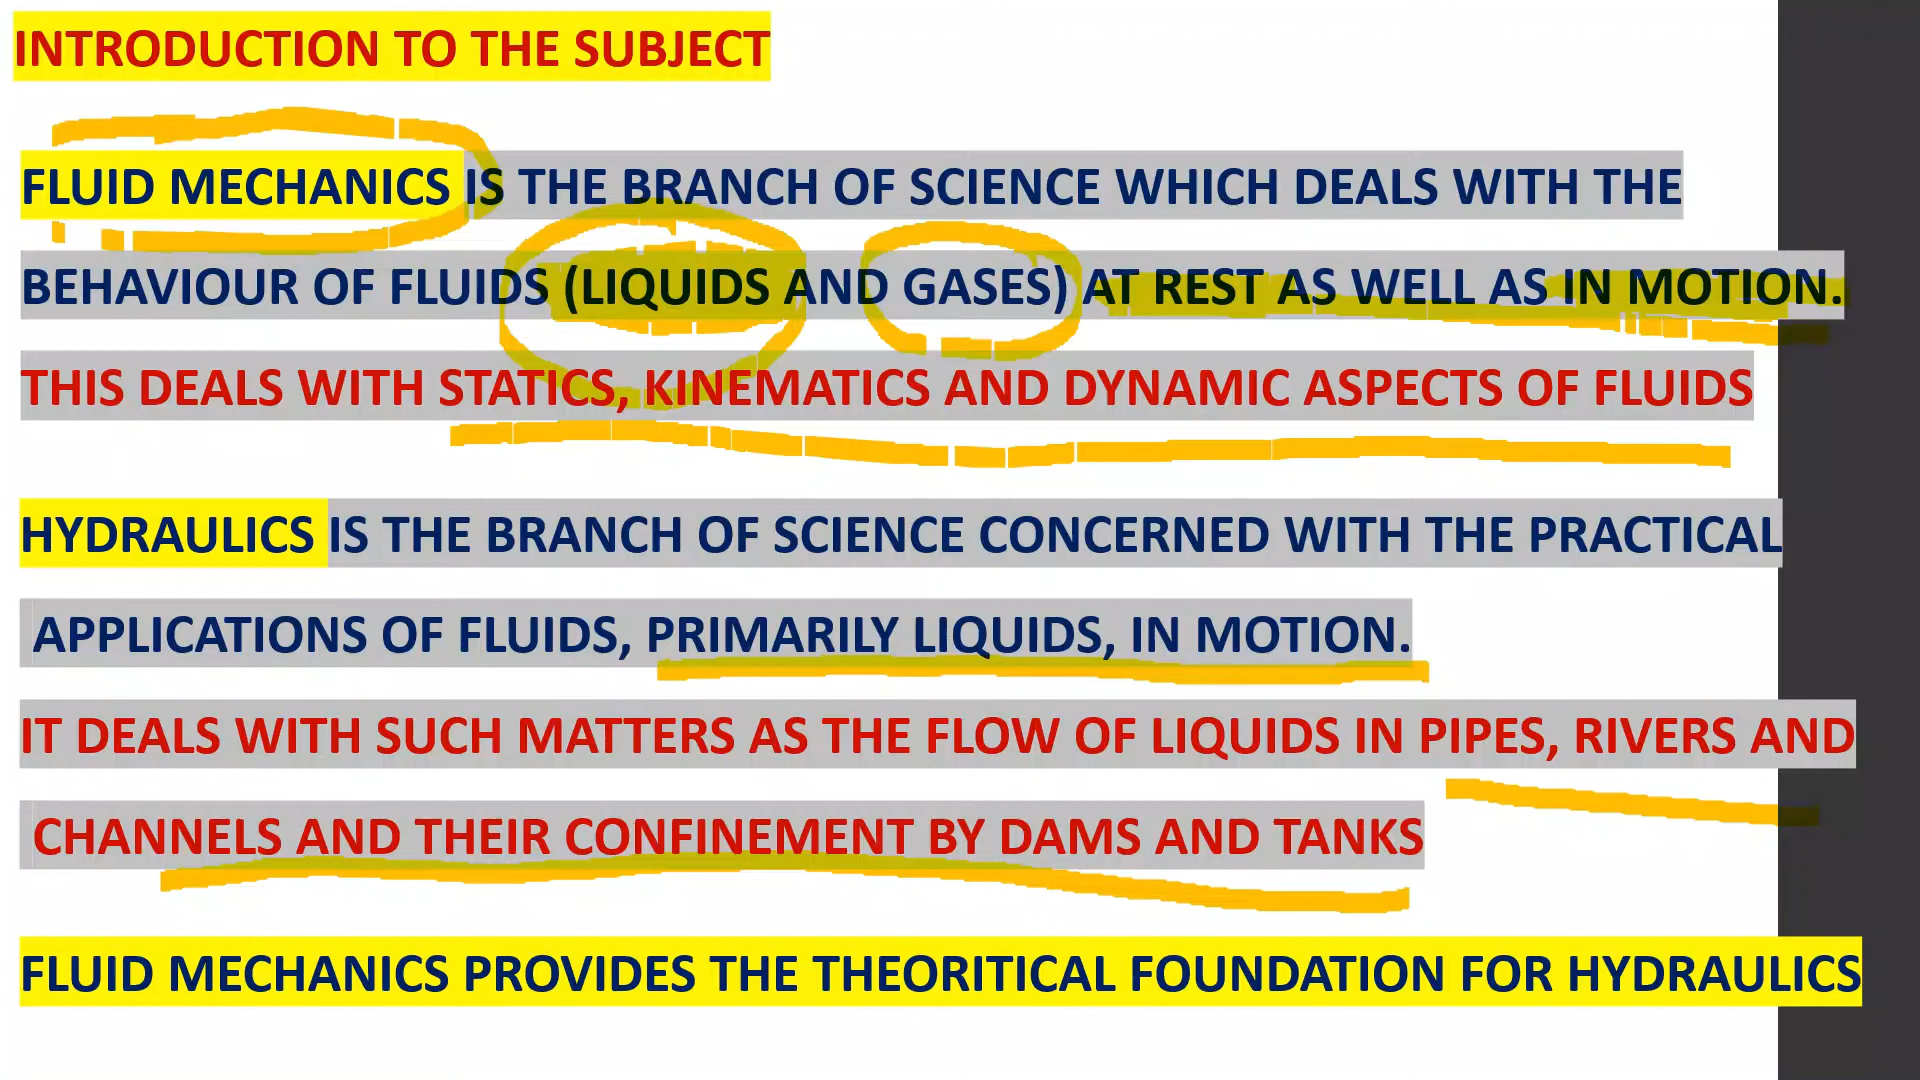 INTRODUCTION TO THE SUBJECT
FLUID MECHANICS IS THE BRANCH OF SCIENCE WHICH DEALS WITH THE
BEHAVIOUR OF FLUIDS (LIQUIDS AND GASES) AT REST AS WELL AS IN MOTION.
THIS DEALS WITH STATICS, KINEMATICS AND DYNAMIC ASPECTS OF FLUIDS
HYDRAULICS IS THE BRANCH OF SCIENCE CONCERNED WITH THE PRACTICAL
APPLICATIONS OF FLUIDS, PRIMARILY LIQUIDS, IN MOTION.
IT DEALS WITH SUCH MATTERS AS THE FLOW OF LIQUIDS IN PIPES, RIVERS AND
CHANNELS AND THEIR CONFINEMENT BY DAMS AND TANKS
FLUID MECHANICS PROVIDES THE THEORITICAL FOUNDATION FOR HYDRAULICS